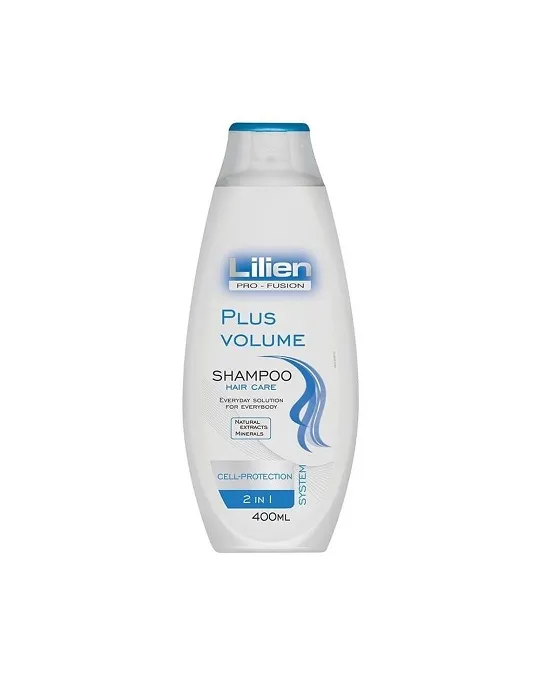 Lilien
PRO - FUSION
PLUS
VOLUME
SHAMPOO
HAIR CARE
EVERYDAY SOLUTION
FOR EVERYBODY
NATURAL
EXTRACTS
MINERALS
CELL-PROTECTION
SYSTEM
2 IN 1
400ML